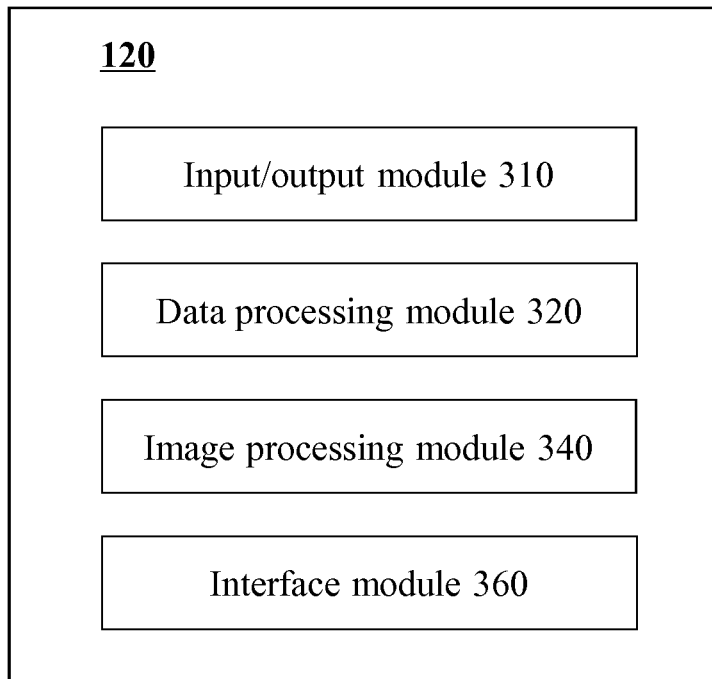 120
Input/output module 310
Data processing module 320
Image processing module 340
Interface module 360